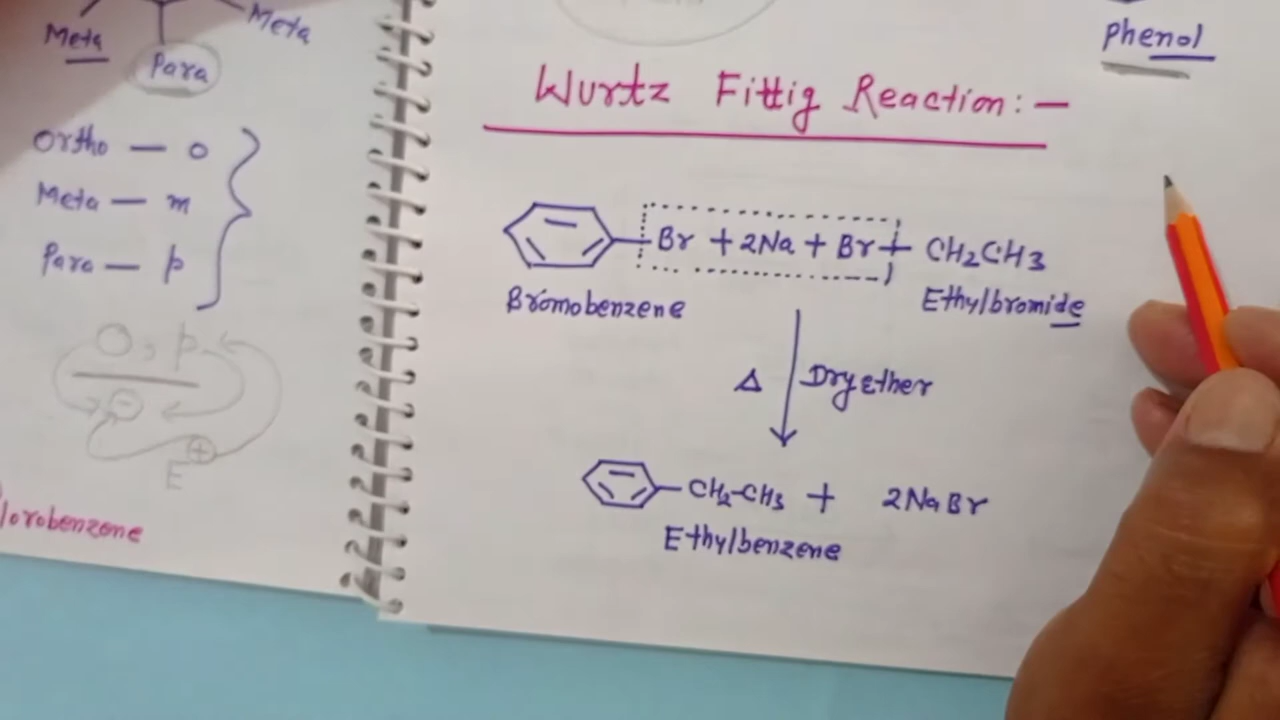 Meta
Meta
Para
Ortho — o
Meta — m
Para — p
O, p
⊖
⊕
E
lorobenzene
Phenol
Wurtz Fittig Reaction:—
Br + 2Na + Br + CH2CH3
Bromobenzene
Ethylbromide
Δ Dry ether
CH2-CH3 + 2NaBr
Ethylbenzene